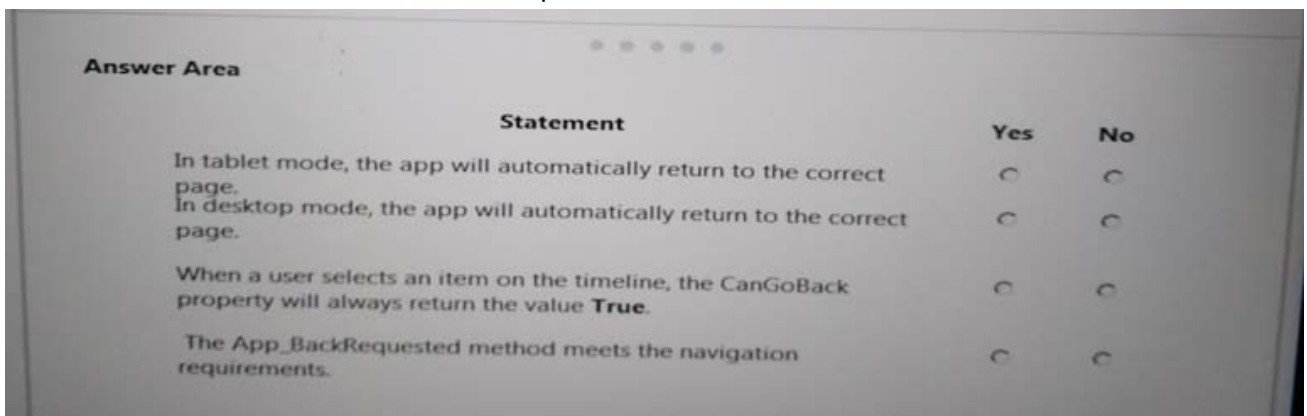 Answer Area
Statement Yes No
In tablet mode, the app will automatically return to the correct
page.
In desktop mode, the app will automatically return to the correct
page.
When a user selects an item on the timeline, the CanGoBack
property will always return the value True.
The App_BackRequested method meets the navigation
requirements.